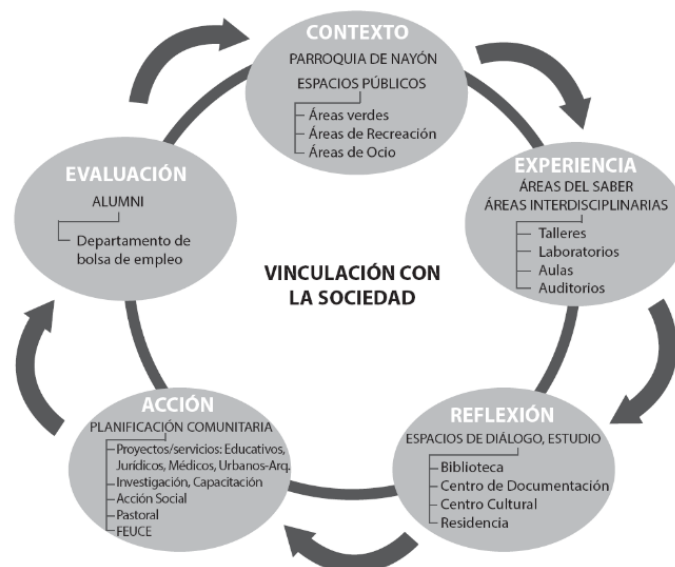 CONTEXTO
PARROQUIA DE NAYÓN
ESPACIOS PÚBLICOS
Áreas verdes
Áreas de Recreación
Áreas de Ocio
EXPERIENCIA
ÁREAS DEL SABER
ÁREAS INTERDISCIPLINARIAS
Talleres
Laboratorios
Aulas
Auditorios
REFLEXIÓN
ESPACIOS DE DIÁLOGO, ESTUDIO
Biblioteca
Centro de Documentación
Centro Cultural
Residencia
ACCIÓN
PLANIFICACIÓN COMUNITARIA
Proyectos/servicios: Educativos,
Jurídicos, Médicos, Urbanos-Arq.
Investigación, Capacitación
Acción Social
Pastoral
FEUCE
EVALUACIÓN
ALUMNI
Departamento de
bolsa de empleo
VINCULACIÓN CON
LA SOCIEDAD